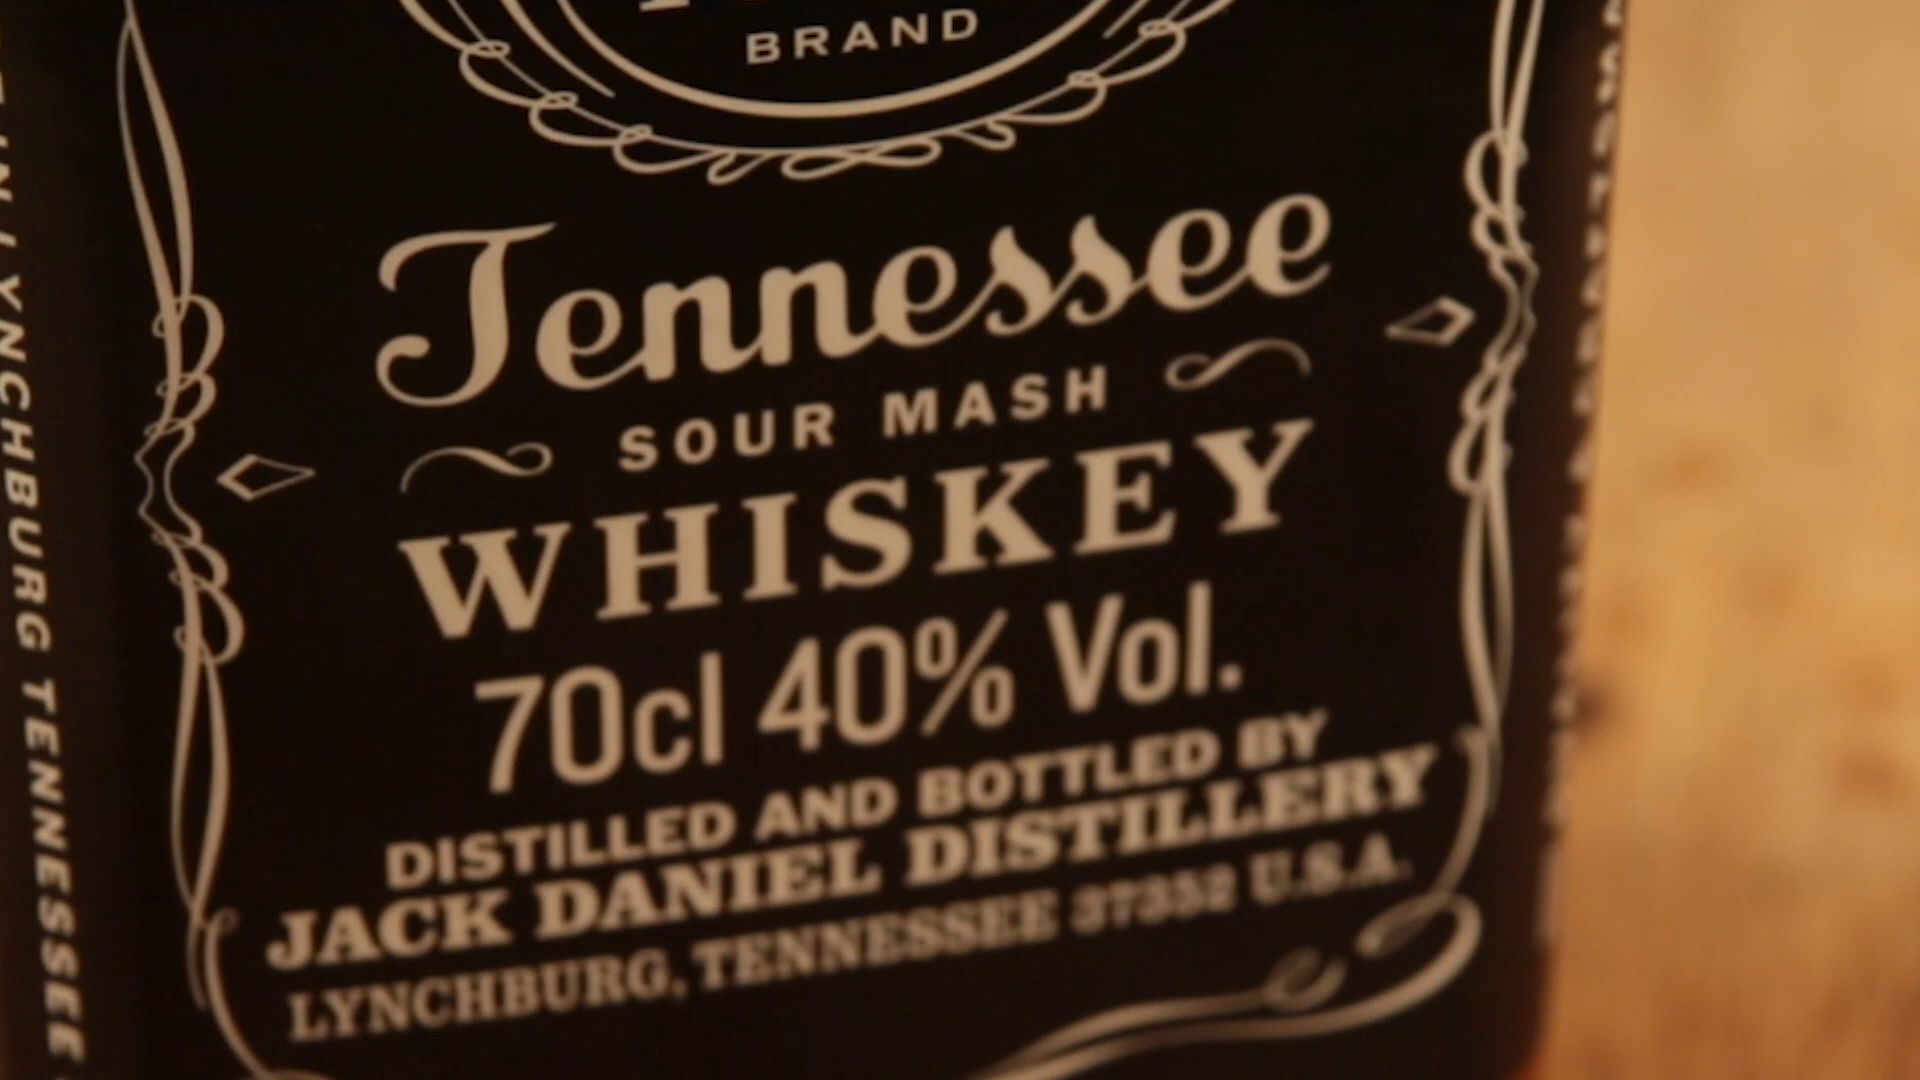 BRAND
Tennessee
SOUR MASH
WHISKEY
70cl 40% Vol.
DISTILLED AND BOTTLED BY
JACK DANIEL DISTILLERY
LYNCHBURG, TENNESSEE 37352 U.S.A.
LYNCHBURG TENNESSEE